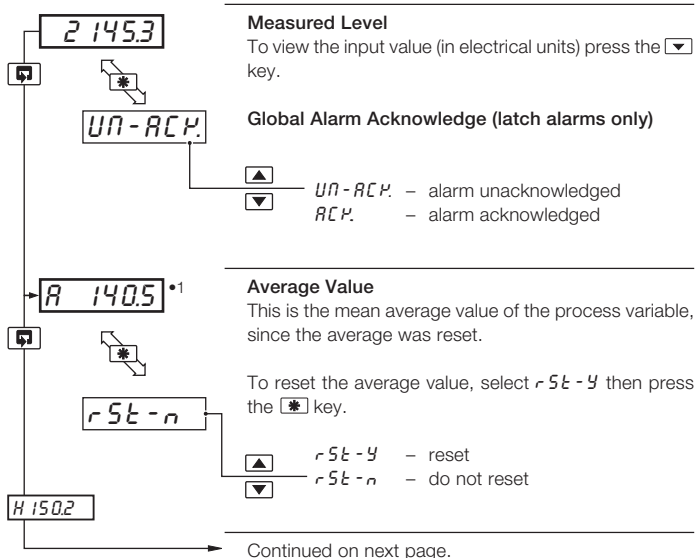 2145.3
Measured Level
To view the input value (in electrical units) press the ▼
key.
UN-ACK.
Global Alarm Acknowledge (latch alarms only)
▲
▼
UN-ACK. – alarm unacknowledged
ACK. – alarm acknowledged
A 140.5 •1
Average Value
This is the mean average value of the process variable,
since the average was reset.
To reset the average value, select rSt-Y then press
the * key.
rSt-n
▲
▼
rSt-Y – reset
rSt-n – do not reset
H 150.2
Continued on next page.